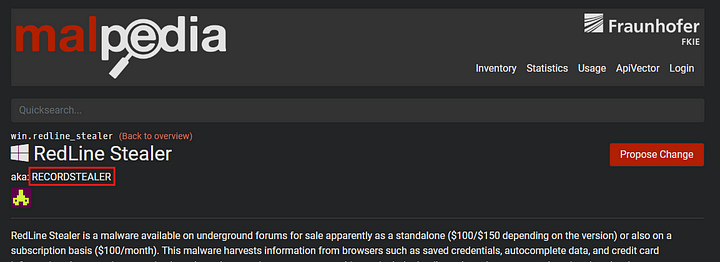 malpedia
Fraunhofer
FKIE
Inventory Statistics Usage ApiVector Login
Quicksearch...
win.redline_stealer (Back to overview)
RedLine Stealer
Propose Change
aka: RECORDSTEALER
RedLine Stealer is a malware available on underground forums for sale apparently as a standalone ($100/$150 depending on the version) or also on a
subscription basis ($100/month). This malware harvests information from browsers such as saved credentials, autocomplete data, and credit card